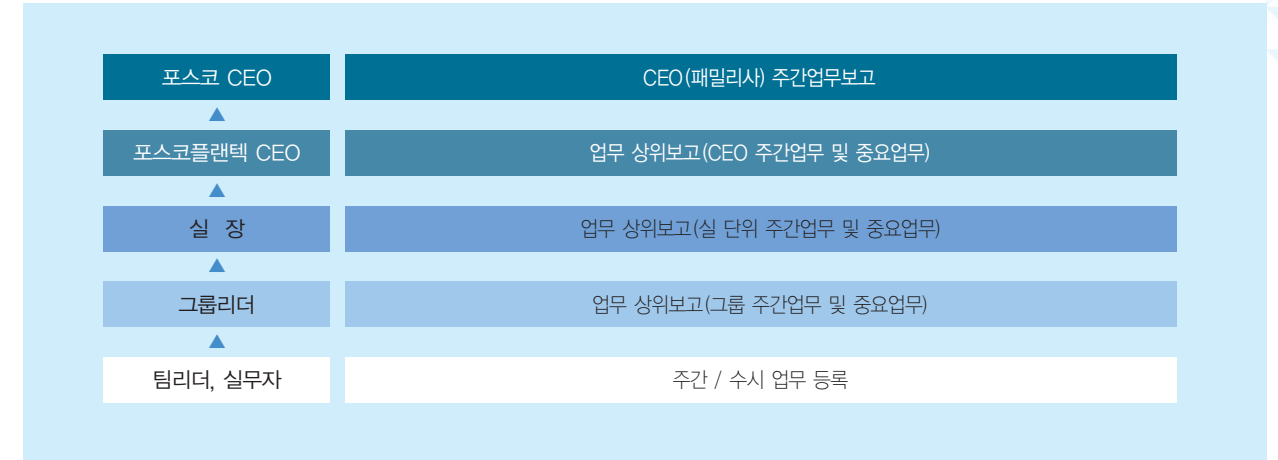 포스코 CEO CEO(패밀리사) 주간업무보고
▲
포스코플랜텍 CEO 업무 상위보고(CEO 주간업무 및 중요업무)
▲
실 장 업무 상위보고(실 단위 주간업무 및 중요업무)
▲
그룹리더 업무 상위보고(그룹 주간업무 및 중요업무)
▲
팀리더, 실무자 주간 / 수시 업무 등록